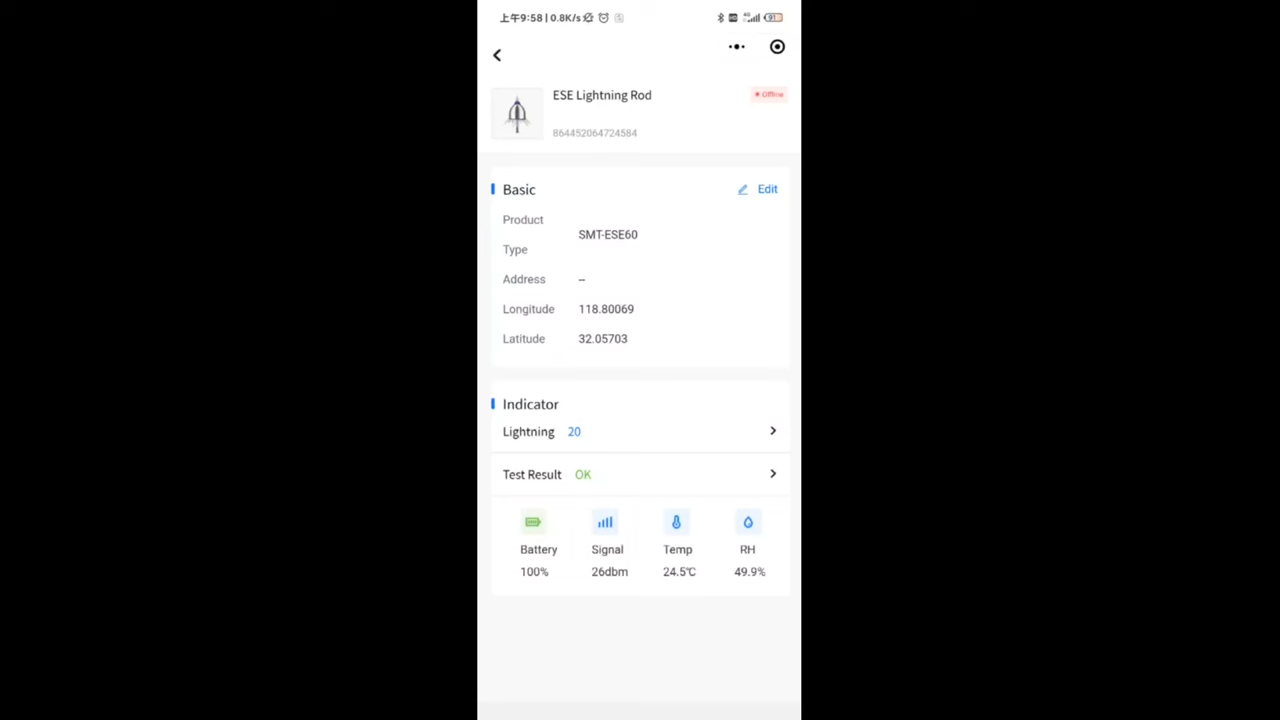 上午9:58 | 0.8K/s
4G
91
ESE Lightning Rod
Offline
864452064724584
Basic
Edit
Product
Type
SMT-ESE60
Address
--
Longitude
118.80069
Latitude
32.05703
Indicator
Lightning 20
Test Result OK
Battery
Signal
Temp
RH
100%
26dbm
24.5℃
49.9%